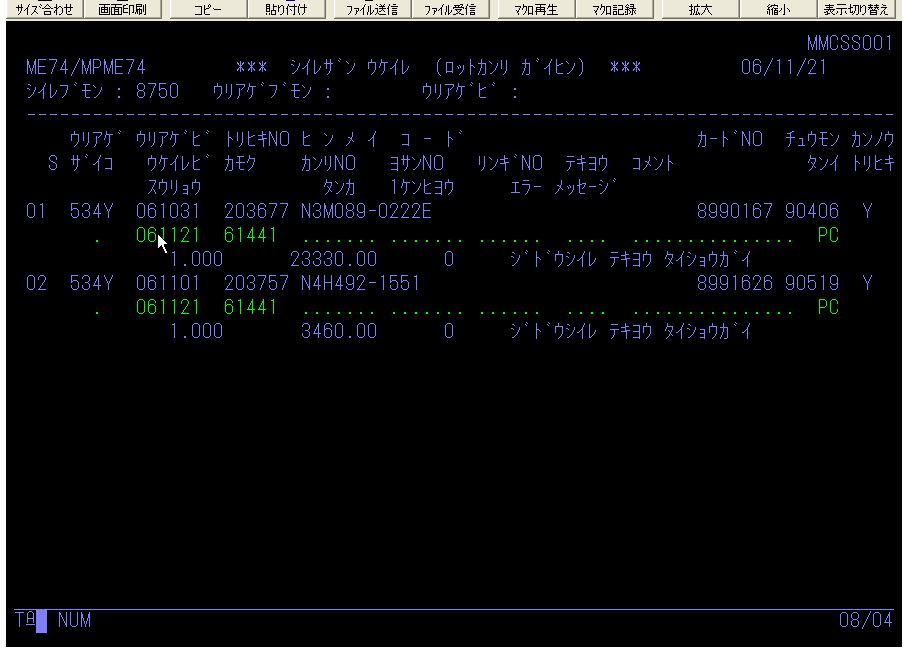 サイズ合わせ 画面印刷 コピー 貼り付け ファイル送信 ファイル受信 マクロ再生 マクロ記録 拡大 縮小 表示切り替え
MMCSS001
ME74/MPME74 *** シイレザン ウケイレ (ロットカンリ ガイヒン) *** 06/11/21
シイレブモン : 8750 ウリアゲブモン : ウリアゲビ :
--------------------------------------------------------------------------------
ウリアゲ ウリアゲビ トリヒキNO ヒンメイ コード カードNO チュウモン カンノウ
S ザイコ ウケイレビ カモク カンリNO ヨサンNO リンギNO テキヨウ コメント タンイ トリヒキ
スウリョウ タンカ 1ケンヒヨウ エラー メッセージ
01 534Y 061031 203677 N3M089-0222E 8990167 90406 Y
. 061121 61441 ....... ....... ...... .... ............... PC
1.000 23330.00 0 ジドウシイレ テキヨウ タイショウガイ
02 534Y 061101 203757 N4H492-1551 8991626 90519 Y
. 061121 61441 ....... ....... ...... .... ............... PC
1.000 3460.00 0 ジドウシイレ テキヨウ タイショウガイ
TA NUM 08/04